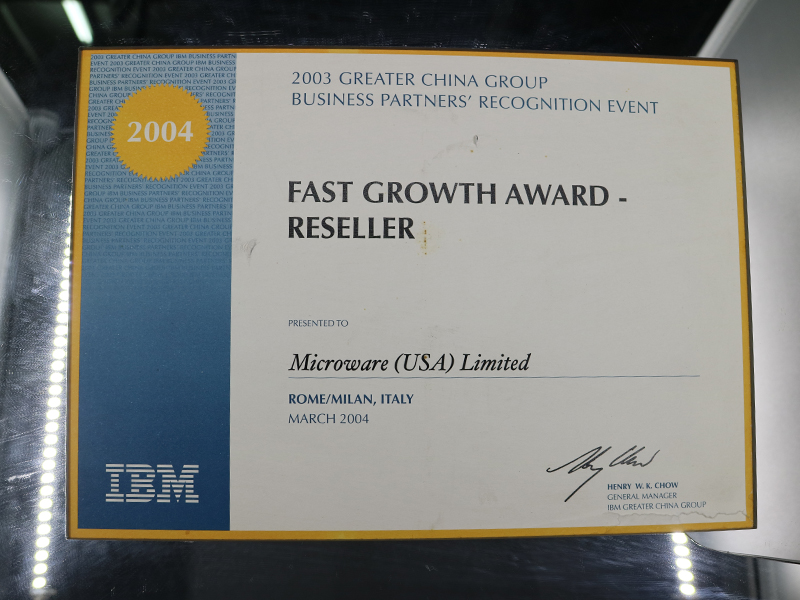 2004
2003 GREATER CHINA GROUP
BUSINESS PARTNERS' RECOGNITION EVENT
FAST GROWTH AWARD -
RESELLER
PRESENTED TO
Microware (USA) Limited
ROME/MILAN, ITALY
MARCH 2004
IBM
HENRY W. K. CHOW
GENERAL MANAGER
IBM GREATER CHINA GROUP